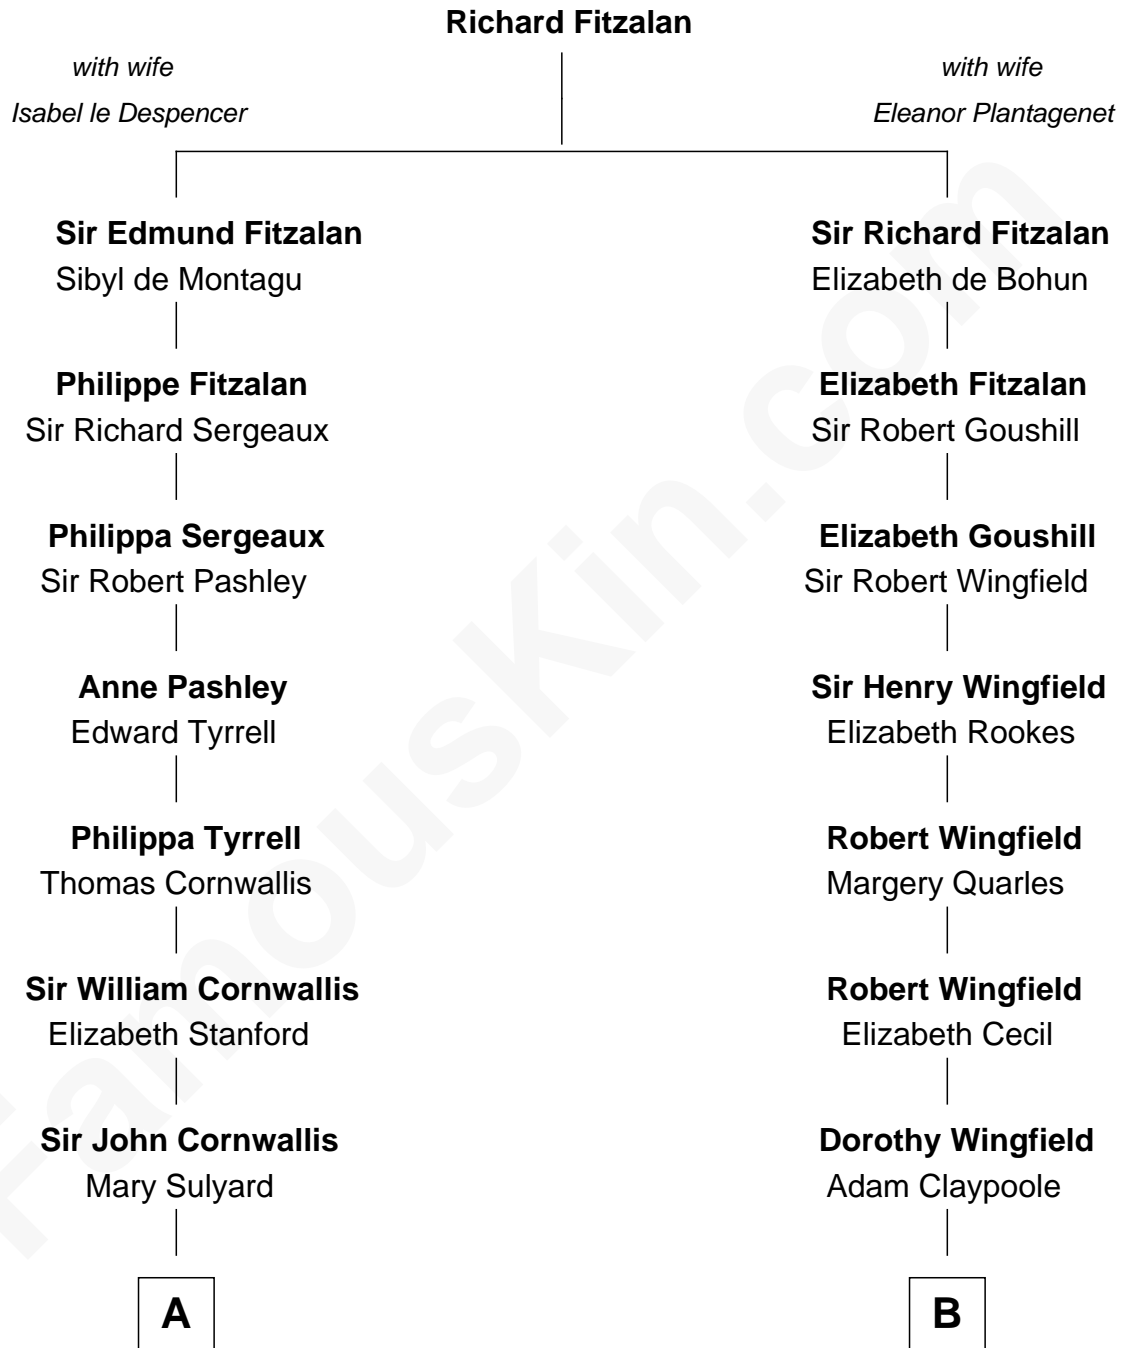 Richard Fitzalan
with wife
Isabel le Despencer
with wife
Eleanor Plantagenet
Sir Edmund Fitzalan
Sibyl de Montagu
Philippe Fitzalan
Sir Richard Sergeaux
Philippa Sergeaux
Sir Robert Pashley
Anne Pashley
Edward Tyrrell
Philippa Tyrrell
Thomas Cornwallis
Sir William Cornwallis
Elizabeth Stanford
Sir John Cornwallis
Mary Sulyard
A
Sir Richard Fitzalan
Elizabeth de Bohun
Elizabeth Fitzalan
Sir Robert Goushill
Elizabeth Goushill
Sir Robert Wingfield
Sir Henry Wingfield
Elizabeth Rookes
Robert Wingfield
Margery Quarles
Robert Wingfield
Elizabeth Cecil
Dorothy Wingfield
Adam Claypoole
B
FamousKin.com